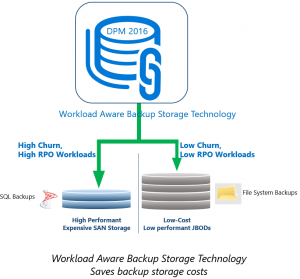 DPM 2016
Workload Aware Backup Storage Technology
High Churn,
High RPO Workloads
Low Churn,
Low RPO Workloads
SQL Backups
File System Backups
High Performant
Expensive SAN Storage
Low-Cost
Low performant JBODs
Workload Aware Backup Storage Technology
Saves backup storage costs